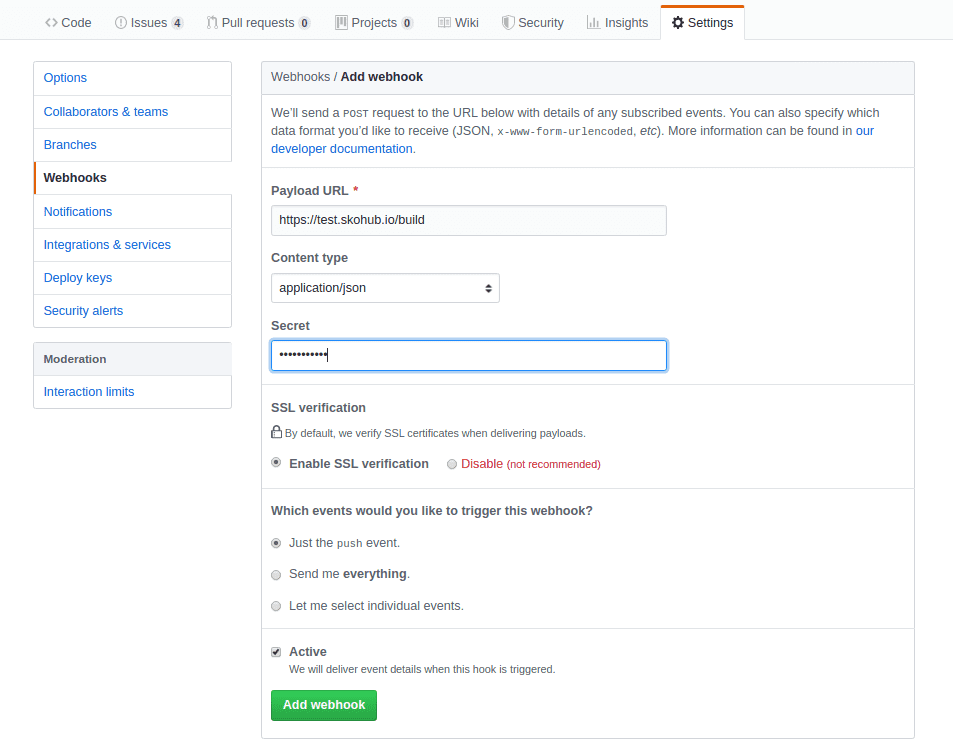 Code Issues 4 Pull requests 0 Projects 0 Wiki Security Insights Settings
Options
Collaborators & teams
Branches
Webhooks
Notifications
Integrations & services
Deploy keys
Security alerts
Moderation
Interaction limits
Webhooks / Add webhook
We’ll send a POST request to the URL below with details of any subscribed events. You can also specify which
data format you’d like to receive (JSON, x-www-form-urlencoded, etc). More information can be found in our
developer documentation.
Payload URL *
https://test.skohub.io/build
Content type
application/json
Secret
•••••••••••
SSL verification
By default, we verify SSL certificates when delivering payloads.
Enable SSL verification Disable (not recommended)
Which events would you like to trigger this webhook?
Just the push event.
Send me everything.
Let me select individual events.
Active
We will deliver event details when this hook is triggered.
Add webhook